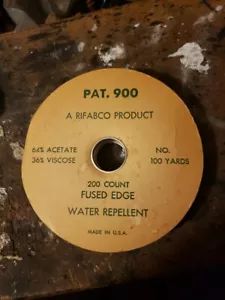 PAT. 900
A RIFABCO PRODUCT
64% ACETATE
36% VISCOSE
NO.
100 YARDS
200 COUNT
FUSED EDGE
WATER REPELLENT
MADE IN U.S.A.